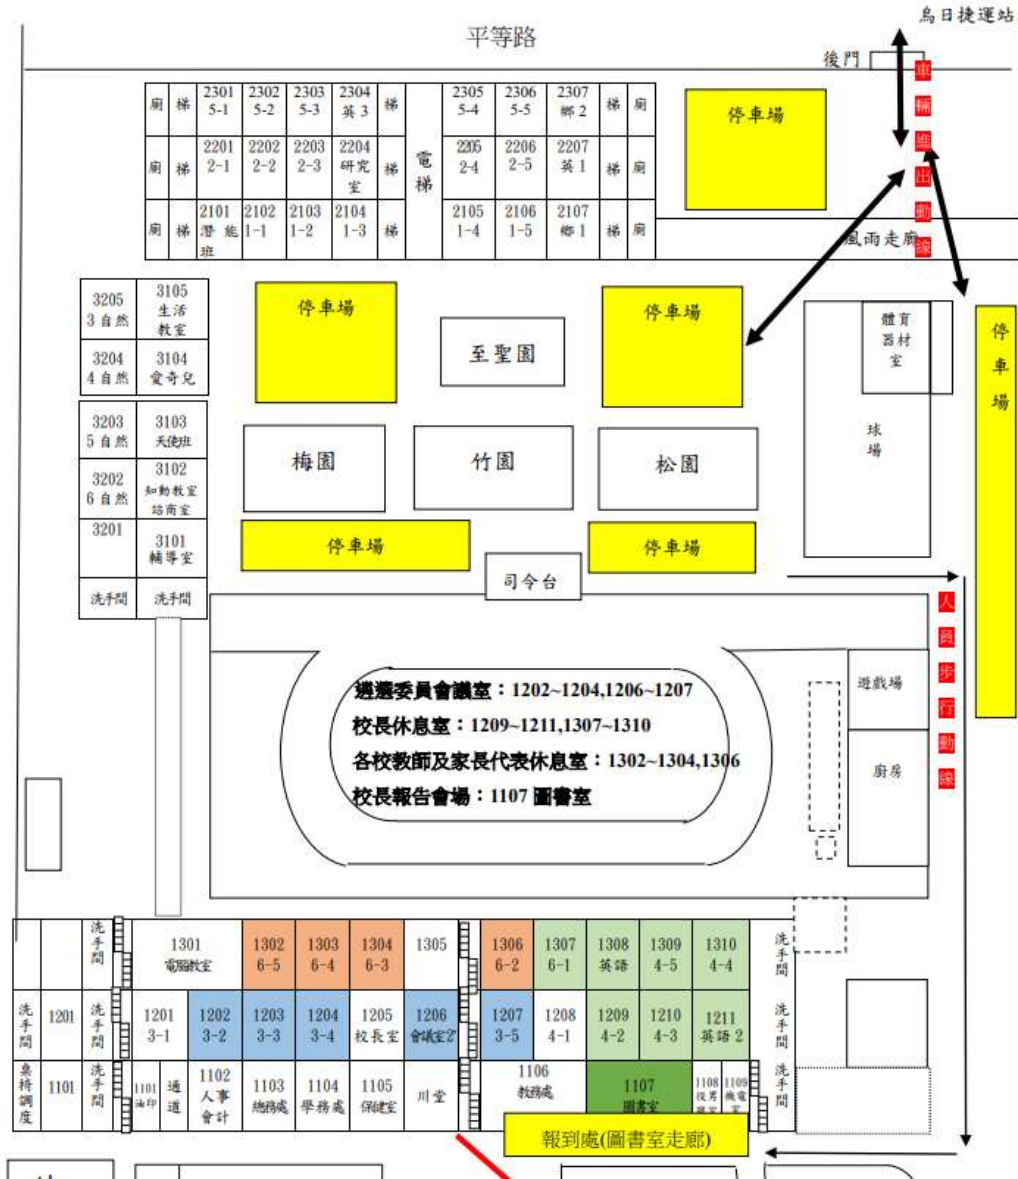 烏日捷運站
平等路
後門
車輛進出動線
廁 梯 2301 5-1 2302 5-2 2303 5-3 2304 英 3 梯
2305 5-4 2306 5-5 2307 鄉 2 梯 廁
停車場
廁 梯 2201 2-1 2202 2-2 2203 2-3 2204 研究室 梯
電梯
2205 2-4 2206 2-5 2207 英 1 梯 廁
廁 梯 2101 潛能班 2102 1-1 2103 1-2 2104 1-3 梯
2105 1-4 2106 1-5 2107 鄉 1 梯 廁
風雨走廊
3205 3 自然
3105 生活教室
3204 4 自然
3104 愛奇兒
3203 5 自然
3103 天使班
3202 6 自然
3102 知動教室 諮商室
3201
3101 輔導室
洗手間
洗手間
停車場
至聖園
停車場
體育器材室
停車場
球場
梅園
竹園
松園
停車場
司令台
停車場
人員步行動線
遊戲場
廚房
遴選委員會議室：1202~1204,1206~1207
校長休息室：1209~1211,1307~1310
各校教師及家長代表休息室：1302~1304,1306
校長報告會場：1107 圖書室
洗手間
1301 電腦教室
1302 6-5
1303 6-4
1304 6-3
1305
1306 6-2
1307 6-1
1308 英語
1309 4-5
1310 4-4
洗手間
洗手間
1201
洗手間
1201 3-1
1202 3-2
1203 3-3
1204 3-4
1205 校長室
1206 會議室2
1207 3-5
1208 4-1
1209 4-2
1210 4-3
1211 英語 2
洗手間
桌椅調度
1101
洗手間
1101 油印
通道
1102 人事會計
1103 總務處
1104 學務處
1105 保健室
川堂
1106 教務處
1107 圖書室
1108
1109
洗手間
報到處(圖書室走廊)